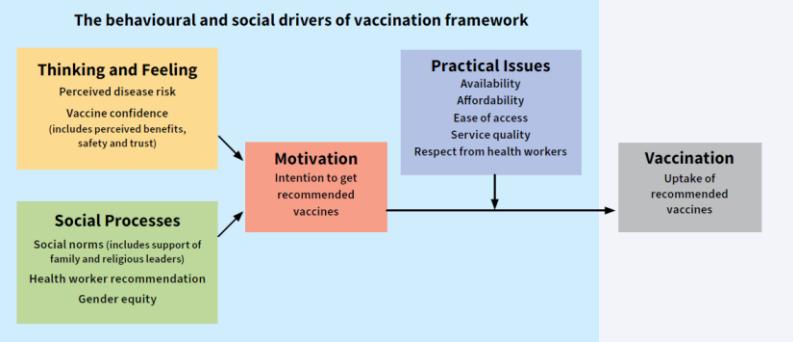 The behavioural and social drivers of vaccination framework
Thinking and Feeling
Perceived disease risk
Vaccine confidence
(includes perceived benefits,
safety and trust)
Social Processes
Social norms (includes support of
family and religious leaders)
Health worker recommendation
Gender equity
Motivation
Intention to get
recommended
vaccines
Practical Issues
Availability
Affordability
Ease of access
Service quality
Respect from health workers
Vaccination
Uptake of
recommended
vaccines